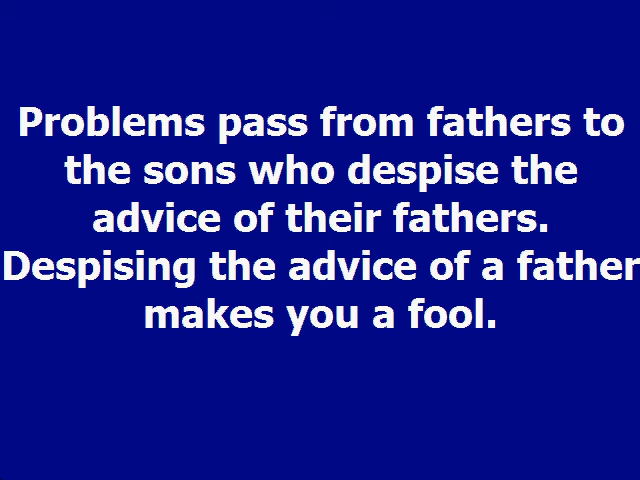 Problems pass from fathers to
the sons who despise the
advice of their fathers.
Despising the advice of a father
makes you a fool.